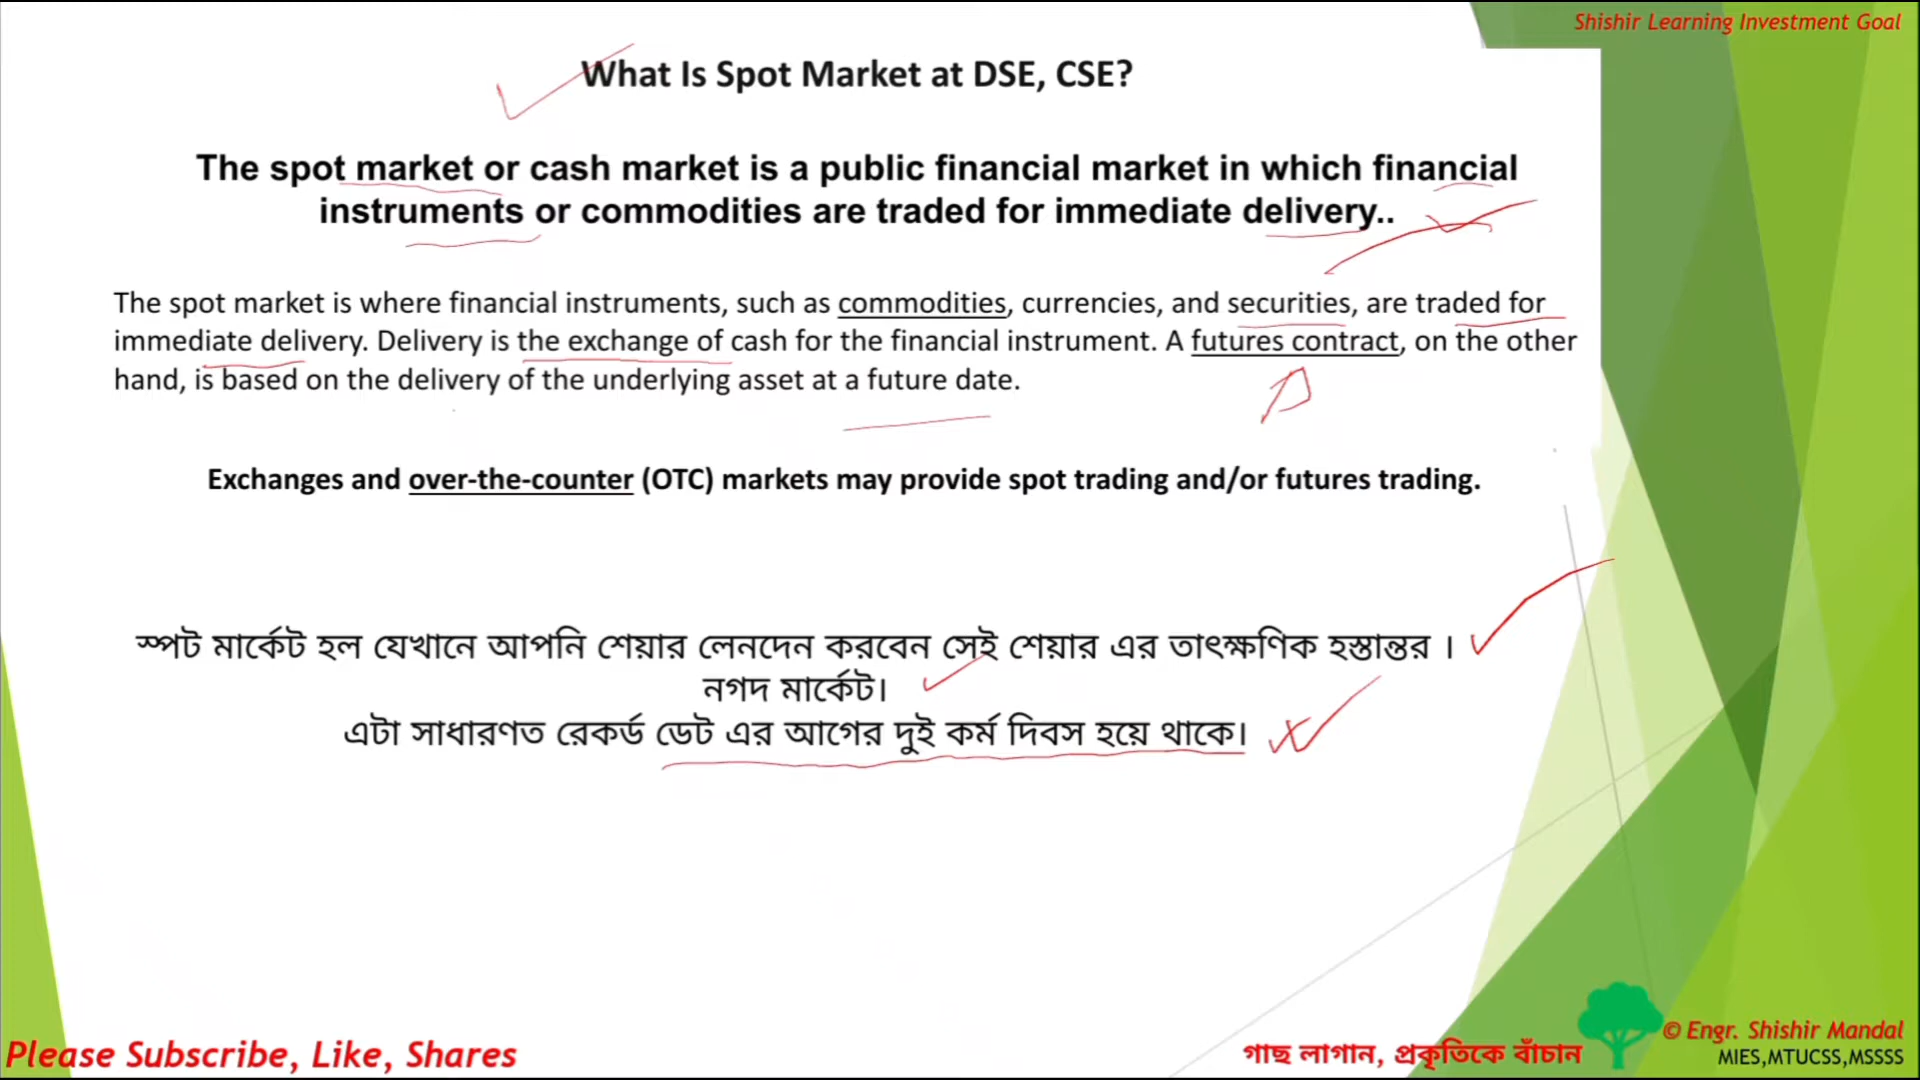 Shishir Learning Investment Goal
What Is Spot Market at DSE, CSE?
The spot market or cash market is a public financial market in which financial
instruments or commodities are traded for immediate delivery..
The spot market is where financial instruments, such as commodities, currencies, and securities, are traded for
immediate delivery. Delivery is the exchange of cash for the financial instrument. A futures contract, on the other
hand, is based on the delivery of the underlying asset at a future date.
Exchanges and over-the-counter (OTC) markets may provide spot trading and/or futures trading.
স্পট মার্কেট হল যেখানে আপনি শেয়ার লেনদেন করবেন সেই শেয়ার এর তাৎক্ষণিক হস্তান্তর ।
নগদ মার্কেট।
এটা সাধারণত রেকর্ড ডেট এর আগের দুই কর্ম দিবস হয়ে থাকে।
Please Subscribe, Like, Shares
গাছ লাগান, প্রকৃতিকে বাঁচান
© Engr. Shishir Mandal
MIES,MTUCSS,MSSSS